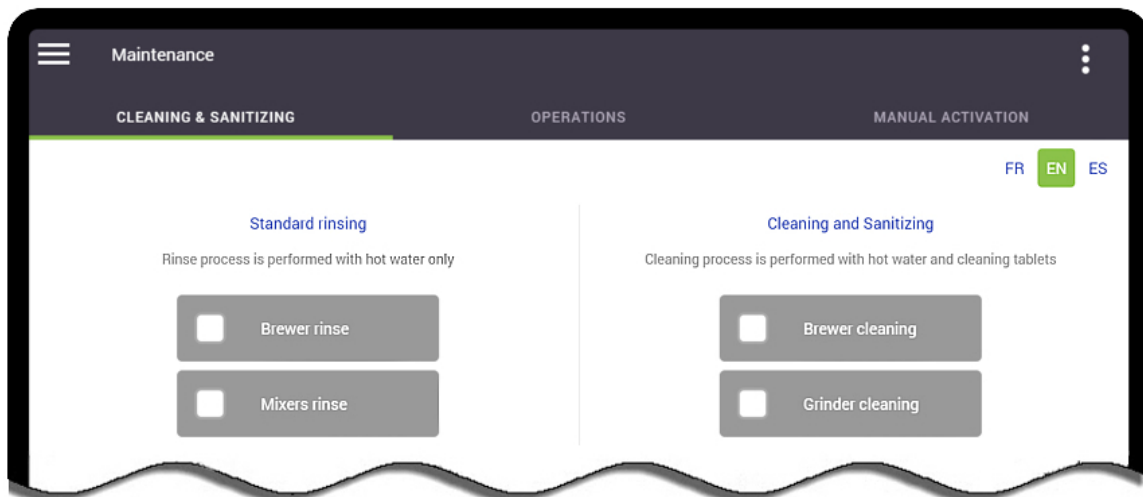 Maintenance
CLEANING & SANITIZING
OPERATIONS
MANUAL ACTIVATION
FR EN ES
Standard rinsing
Rinse process is performed with hot water only
Brewer rinse
Mixers rinse
Cleaning and Sanitizing
Cleaning process is performed with hot water and cleaning tablets
Brewer cleaning
Grinder cleaning